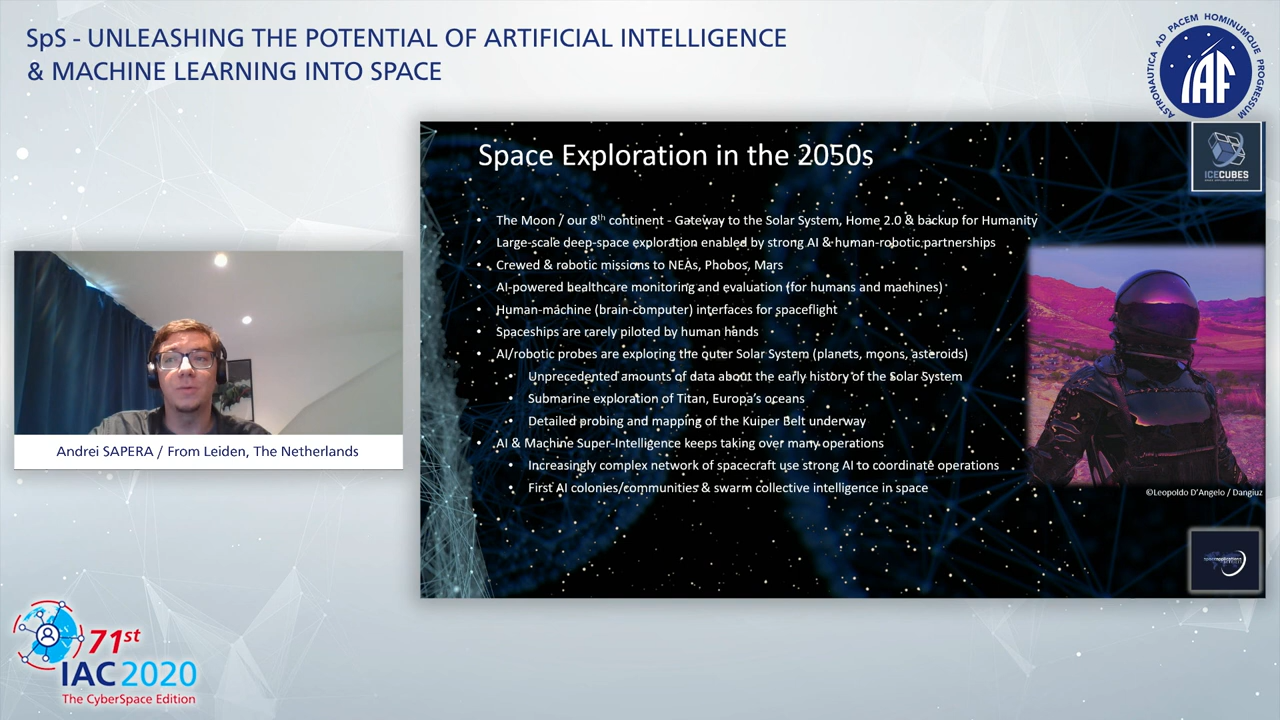 SpS - UNLEASHING THE POTENTIAL OF ARTIFICIAL INTELLIGENCE
& MACHINE LEARNING INTO SPACE
ASTRONAUTICA AD PACEM HOMINUMQUE PROGRESSUM
IAF
ICECUBES
Space Exploration in the 2050s
• The Moon / our 8th continent - Gateway to the Solar System, Home 2.0 & backup for Humanity
• Large-scale deep-space exploration enabled by strong AI & human-robotic partnerships
• Crewed & robotic missions to NEAs, Phobos, Mars
• AI-powered healthcare monitoring and evaluation (for humans and machines)
• Human-machine (brain-computer) interfaces for spaceflight
• Spaceships are rarely piloted by human hands
• AI/robotic probes are exploring the outer Solar System (planets, moons, asteroids)
• Unprecedented amounts of data about the early history of the Solar System
• Submarine exploration of Titan, Europa's oceans
• Detailed probing and mapping of the Kuiper Belt underway
• AI & Machine Super-Intelligence keeps taking over many operations
• Increasingly complex network of spacecraft use strong AI to coordinate operations
• First AI colonies/communities & swarm collective intelligence in space
©Leopoldo D'Angelo / Dangiuz
Andrei SAPERA / From Leiden, The Netherlands
71st
IAC 2020
The CyberSpace Edition